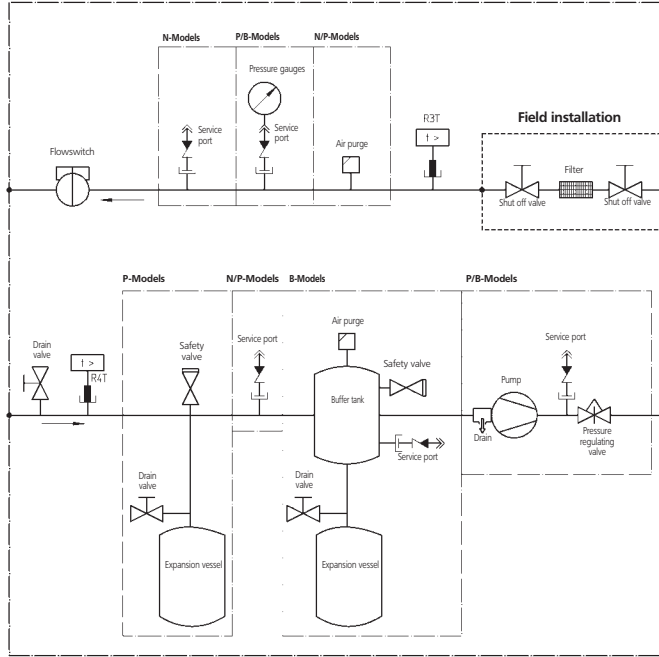 N-Models
P/B-Models
N/P-Models
Pressure gauges
Service
port
Service
port
R3T
t >
Field installation
Flowswitch
Air purge
Filter
Shut off valve
Shut off valve
P-Models
N/P-Models
B-Models
P/B-Models
Drain
valve
t >
R4T
Safety
valve
Service port
Air purge
Safety valve
Service port
Buffer tank
Pump
Drain
Pressure
regulating
valve
Service port
Drain
valve
Drain
valve
Expansion vessel
Expansion vessel